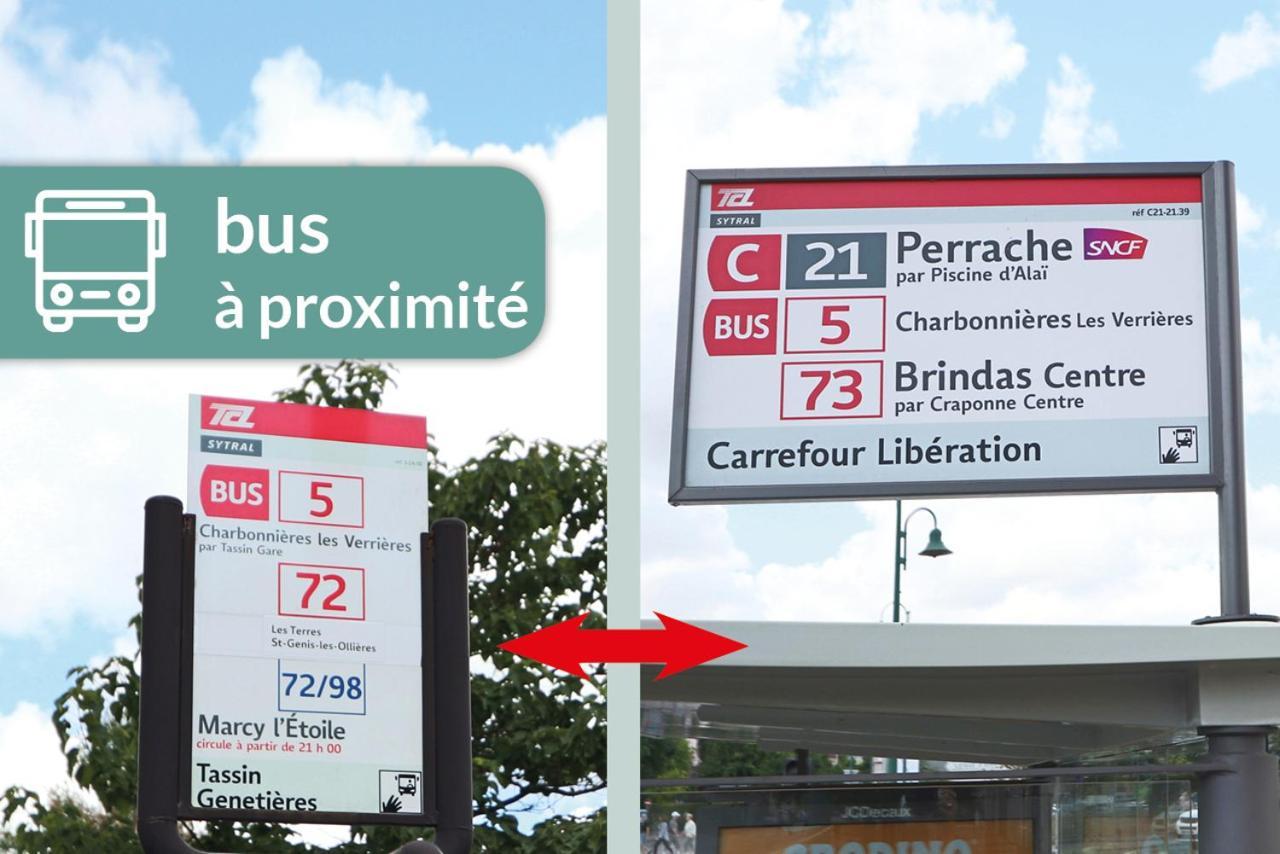 bus
à proximité
TCL
SYTRAL
BUS 5
Charbonnières les Verrières
par Tassin Gare
72
Les Terres
St-Genis-les-Ollières
72/98
Marcy l'Étoile
circule à partir de 21 h 00
Tassin
Genetières
TCL
SYTRAL
réf C21-21.39
C 21 Perrache SNCF
par Piscine d'Alaï
BUS 5 Charbonnières Les Verrières
73 Brindas Centre
par Craponne Centre
Carrefour Libération
JCDecaux